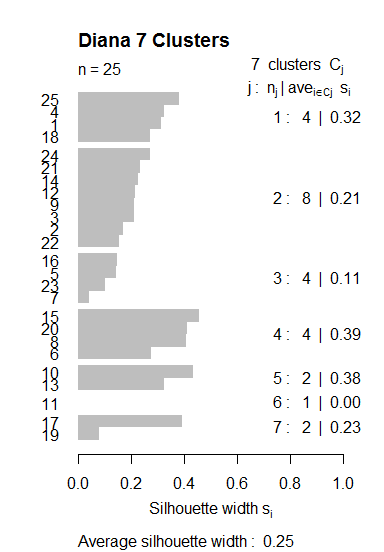 Diana 7 Clusters
n = 25
7 clusters Cj
j : nj | avei∈Cj si
25
4
1
18
1 : 4 | 0.32
24
21
14
12
9
3
2
22
2 : 8 | 0.21
16
5
23
7
3 : 4 | 0.11
15
20
8
6
4 : 4 | 0.39
10
13
5 : 2 | 0.38
11
6 : 1 | 0.00
17
19
7 : 2 | 0.23
0.0 0.2 0.4 0.6 0.8 1.0
Silhouette width si
Average silhouette width : 0.25